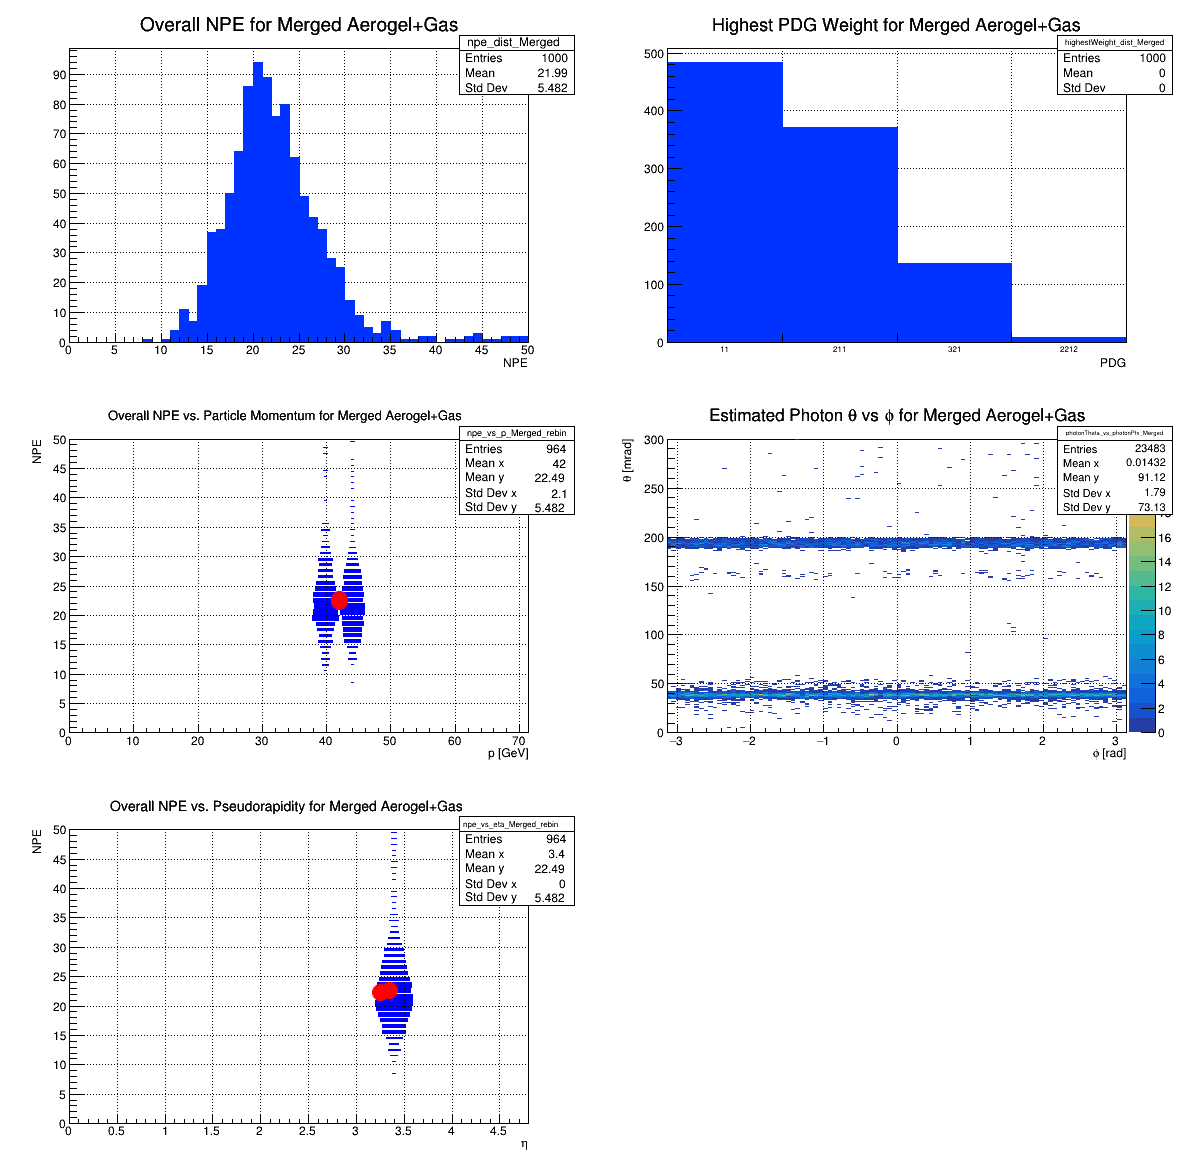 Overall NPE for Merged Aerogel+Gas
npe_dist_Merged
Entries 1000
Mean 21.99
Std Dev 5.482
90
80
70
60
50
40
30
20
10
0
0 5 10 15 20 25 30 35 40 45 50
NPE
Highest PDG Weight for Merged Aerogel+Gas
highestWeight_dist_Merged
Entries 1000
Mean 0
Std Dev 0
500
400
300
200
100
0
11 211 321 2212
PDG
Overall NPE vs. Particle Momentum for Merged Aerogel+Gas
npe_vs_p_Merged_rebin
Entries 964
Mean x 42
Mean y 22.49
Std Dev x 2.1
Std Dev y 5.482
NPE
50
45
40
35
30
25
20
15
10
5
0
0 10 20 30 40 50 60 70
p [GeV]
Estimated Photon θ vs ϕ for Merged Aerogel+Gas
photonTheta_vs_photonPhi_Merged
Entries 23483
Mean x 0.01432
Mean y 91.12
Std Dev x 1.79
Std Dev y 73.13
θ [mrad]
300
250
200
150
100
50
0
−3 −2 −1 0 1 2 3
ϕ [rad]
16
14
12
10
8
6
4
2
0
Overall NPE vs. Pseudorapidity for Merged Aerogel+Gas
npe_vs_eta_Merged_rebin
Entries 964
Mean x 3.4
Mean y 22.49
Std Dev x 0
Std Dev y 5.482
NPE
50
45
40
35
30
25
20
15
10
5
0
0 0.5 1 1.5 2 2.5 3 3.5 4 4.5
η